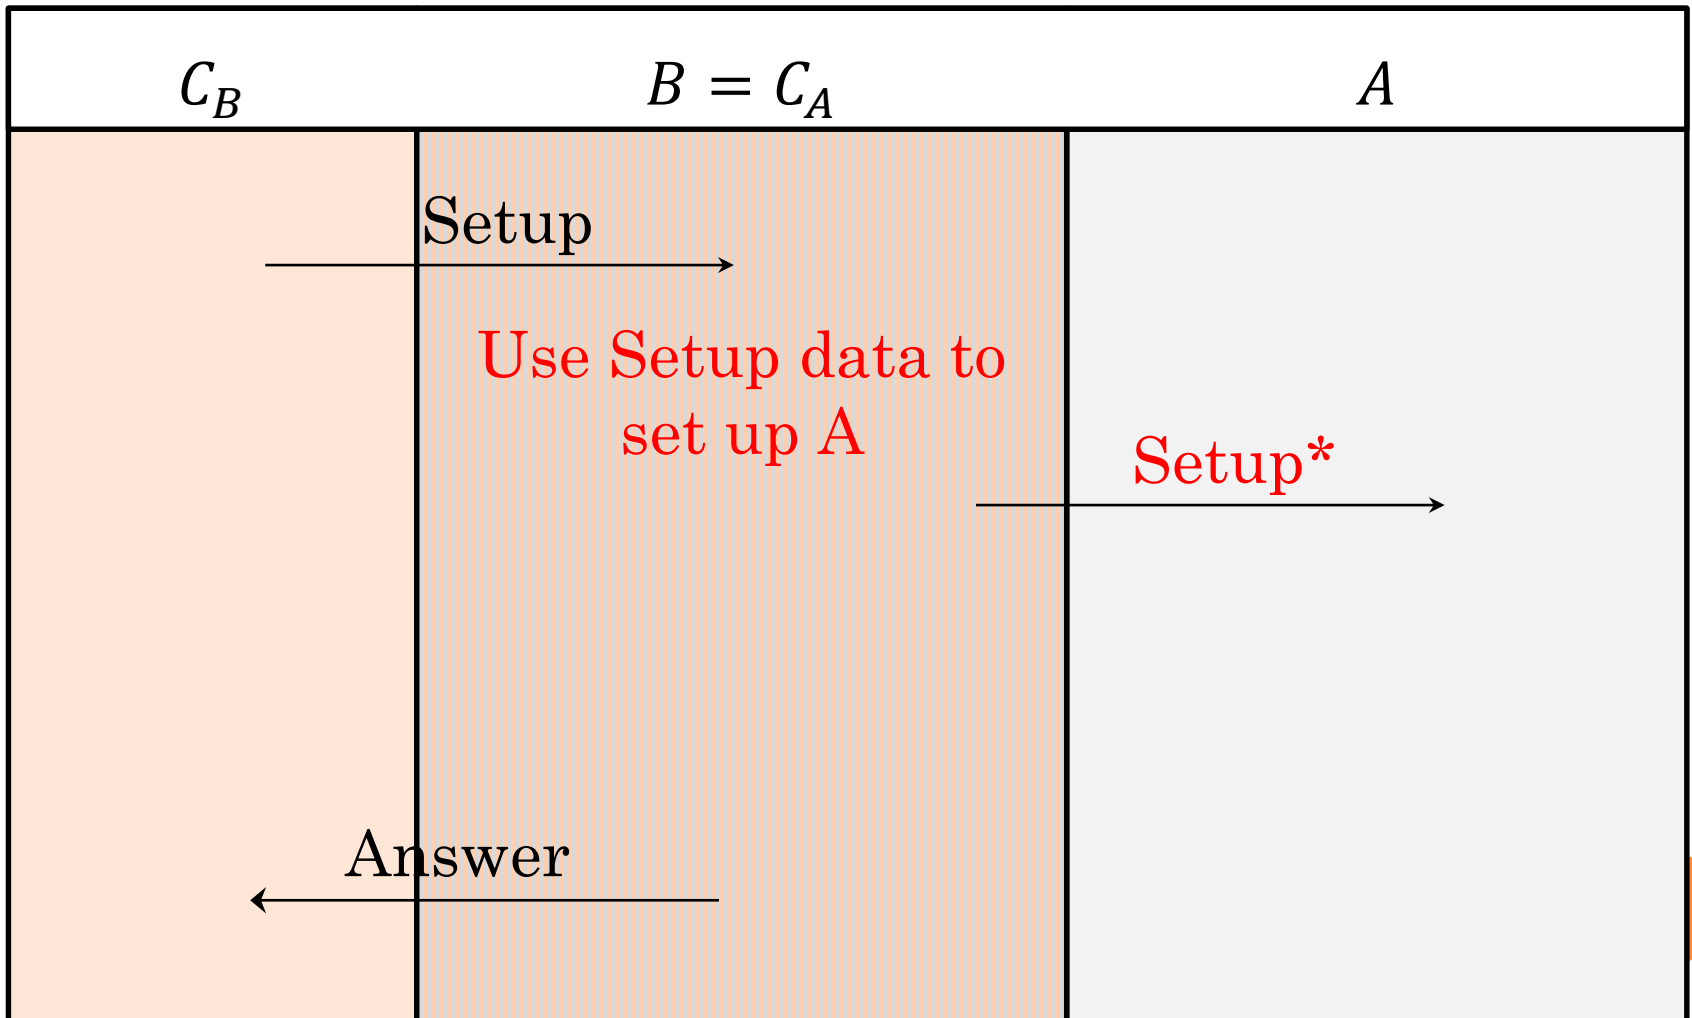 C_B
B = C_A
A
Setup
Use Setup data to
set up A
Setup*
Answer